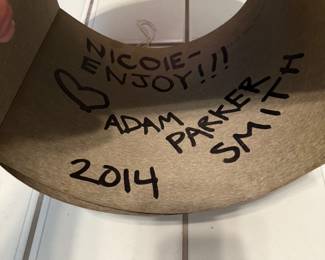 NICOLE-
ENJOY!!!
ADAM
PARKER
SMITH
2014